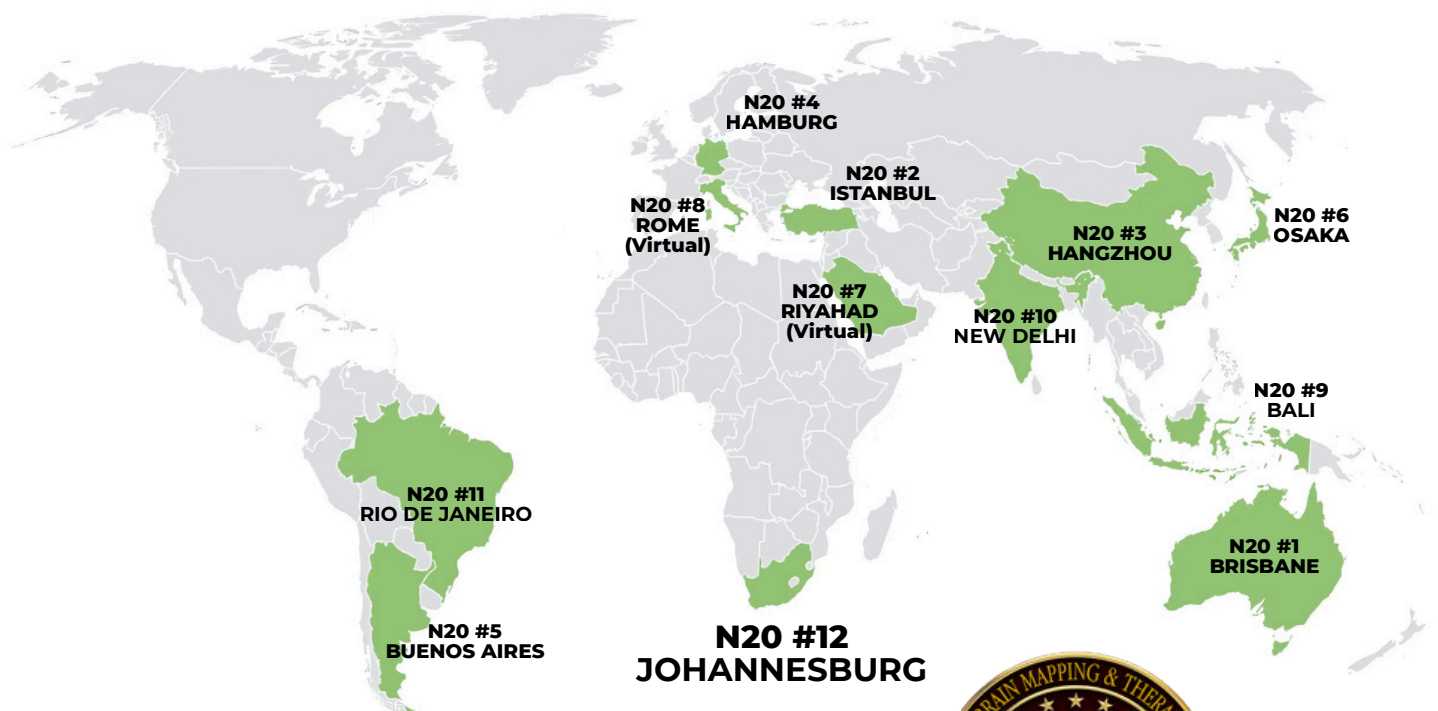 N20 #4
HAMBURG
N20 #2
ISTANBUL
N20 #8
ROME
(Virtual)
N20 #3
HANGZHOU
N20 #6
OSAKA
N20 #7
RIYAHAD
(Virtual)
N20 #10
NEW DELHI
N20 #9
BALI
N20 #11
RIO DE JANEIRO
N20 #1
BRISBANE
N20 #5
BUENOS AIRES
N20 #12
JOHANNESBURG
MAPPING &